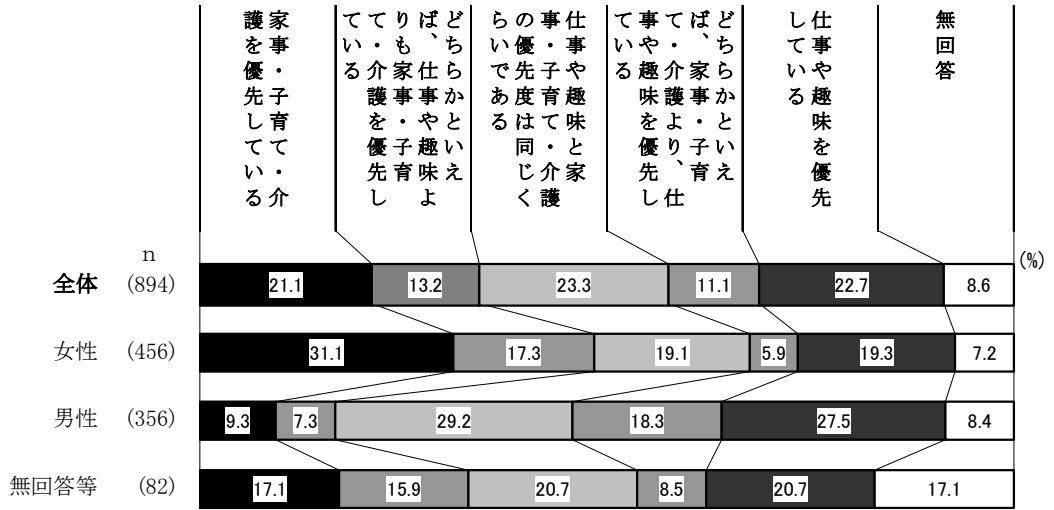 家事・子育て・介
護を優先している
どちらかといえ
ば、仕事や趣味よ
りも家事・子育
て・介護を優先し
ている
仕事や趣味と家
事・子育て・介護
の優先度は同じく
らいである
どちらかといえ
ば、家事・子育
て・介護より、仕
事や趣味を優先し
ている
仕事や趣味を優先
している
無回答
n
(%)
全体 (894) 21.1 13.2 23.3 11.1 22.7 8.6
女性 (456) 31.1 17.3 19.1 5.9 19.3 7.2
男性 (356) 9.3 7.3 29.2 18.3 27.5 8.4
無回答等 (82) 17.1 15.9 20.7 8.5 20.7 17.1